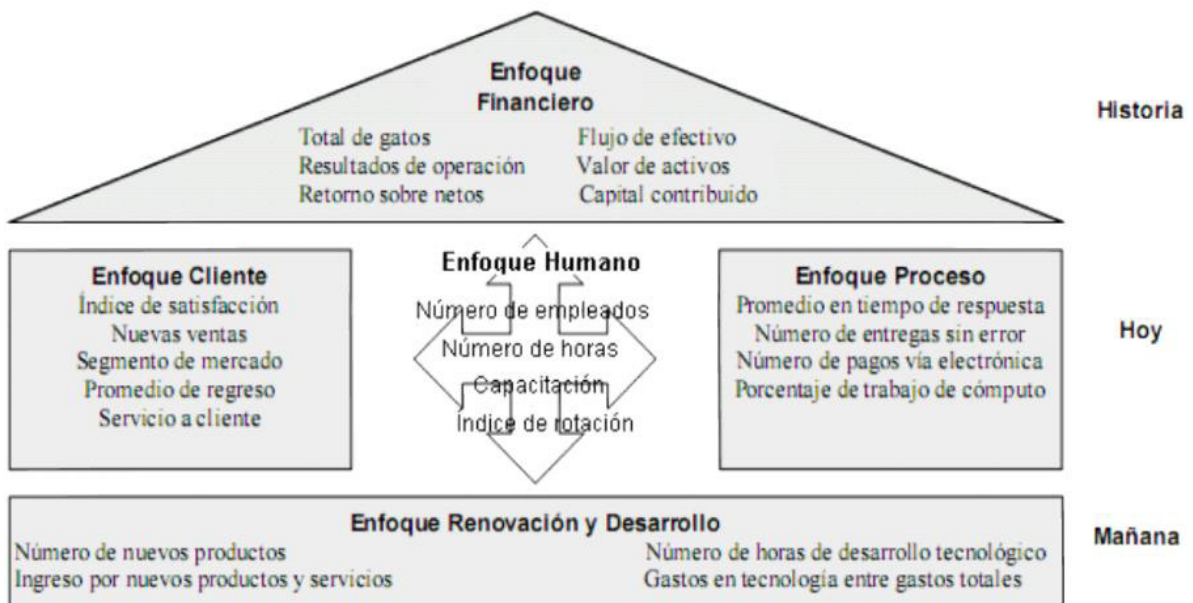 Enfoque
Financiero
Total de gatos
Flujo de efectivo
Resultados de operación
Valor de activos
Retorno sobre netos
Capital contribuido
Historia
Enfoque Cliente
Índice de satisfacción
Nuevas ventas
Segmento de mercado
Promedio de regreso
Servicio a cliente
Enfoque Humano
Número de empleados
Número de horas
Capacitación
Índice de rotación
Enfoque Proceso
Promedio en tiempo de respuesta
Número de entregas sin error
Número de pagos vía electrónica
Porcentaje de trabajo de cómputo
Hoy
Enfoque Renovación y Desarrollo
Número de nuevos productos
Número de horas de desarrollo tecnológico
Ingreso por nuevos productos y servicios
Gastos en tecnología entre gastos totales
Mañana